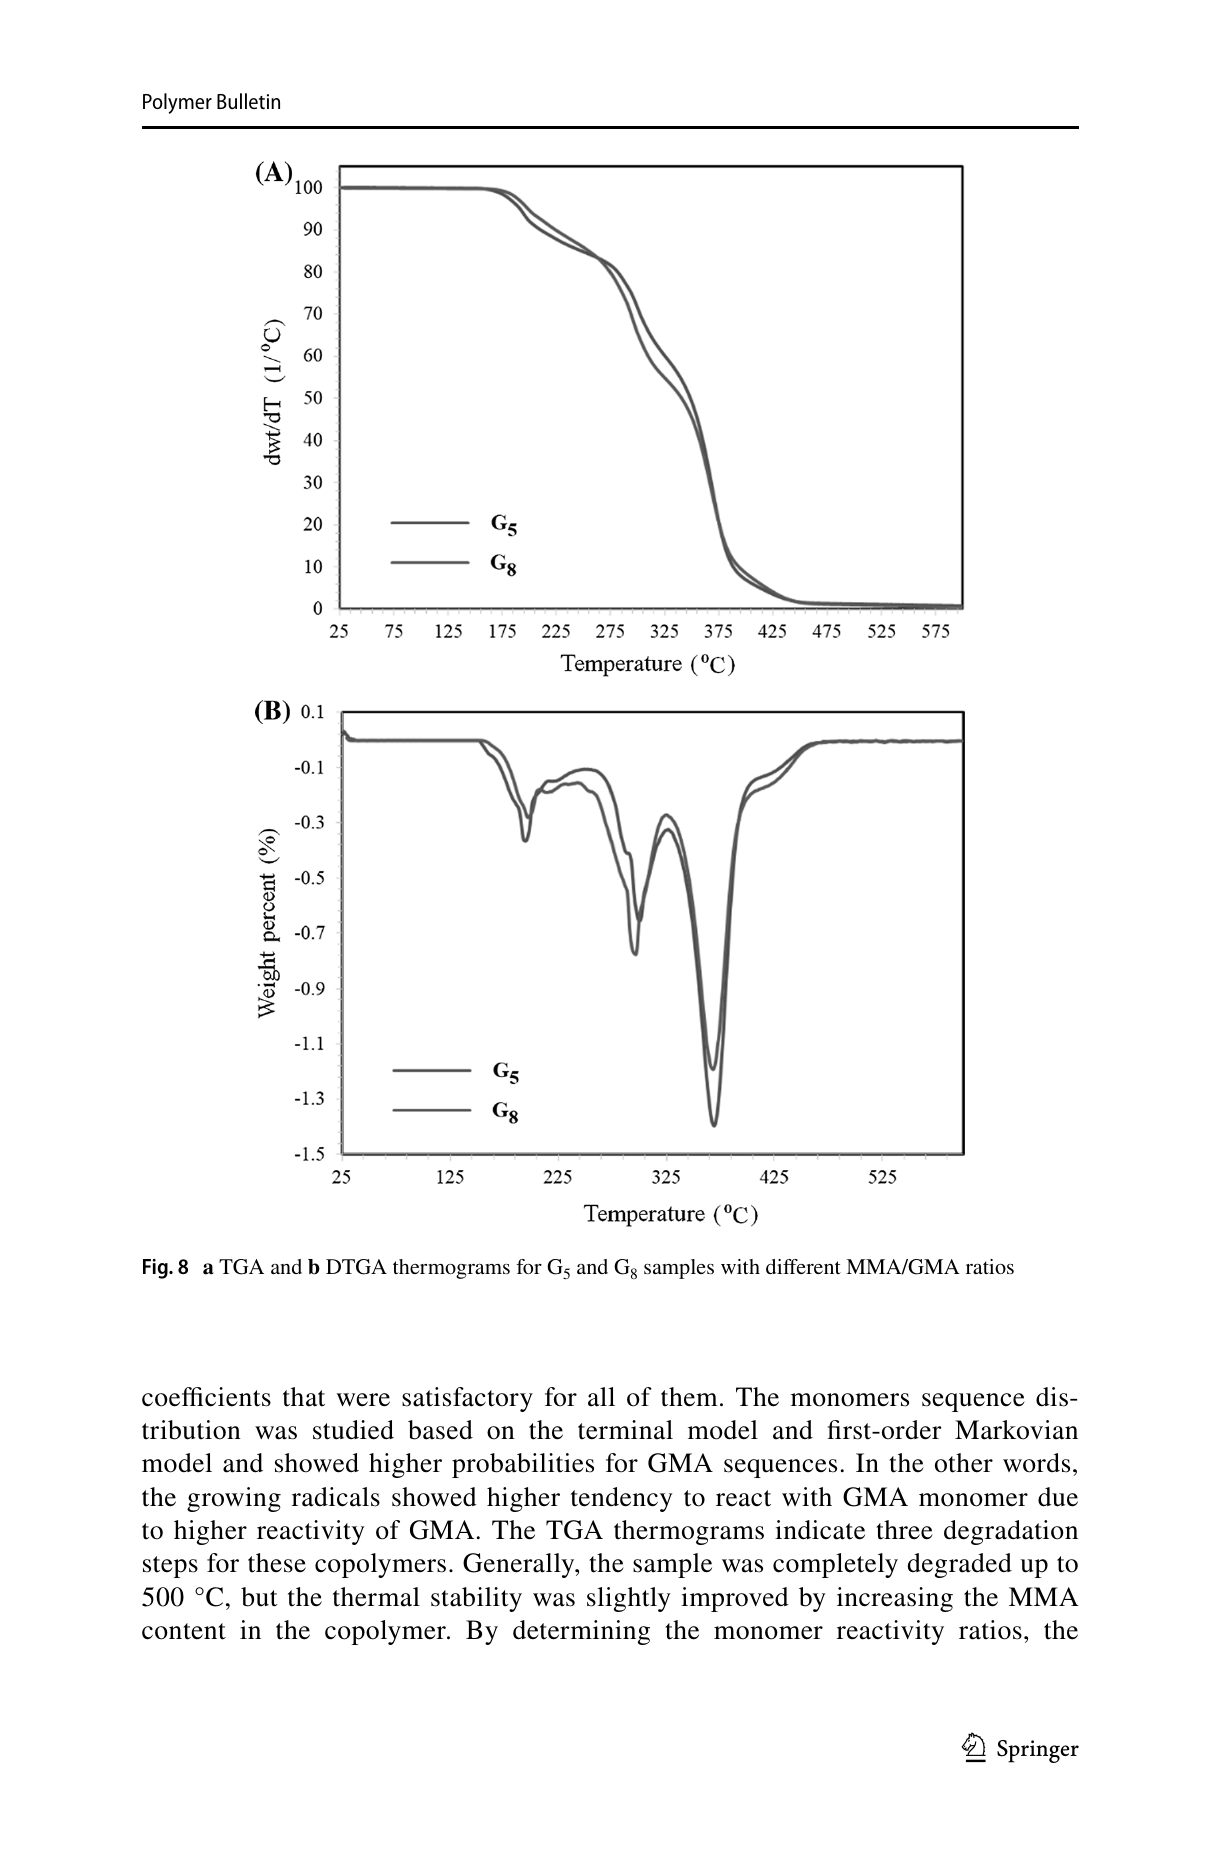 Polymer Bulletin
(A)
100
90
80
70
60
50
40
30
20
10
0
dwt/dT (1/°C)
G5
G8
25 75 125 175 225 275 325 375 425 475 525 575
Temperature (°C)
(B)
0.1
-0.1
-0.3
-0.5
-0.7
-0.9
-1.1
-1.3
-1.5
Weight percent (%)
G5
G8
25 125 225 325 425 525
Temperature (°C)
Fig. 8 a TGA and b DTGA thermograms for G5 and G8 samples with different MMA/GMA ratios
coefficients that were satisfactory for all of them. The monomers sequence dis-
tribution was studied based on the terminal model and first-order Markovian
model and showed higher probabilities for GMA sequences. In the other words,
the growing radicals showed higher tendency to react with GMA monomer due
to higher reactivity of GMA. The TGA thermograms indicate three degradation
steps for these copolymers. Generally, the sample was completely degraded up to
500 °C, but the thermal stability was slightly improved by increasing the MMA
content in the copolymer. By determining the monomer reactivity ratios, the
Springer